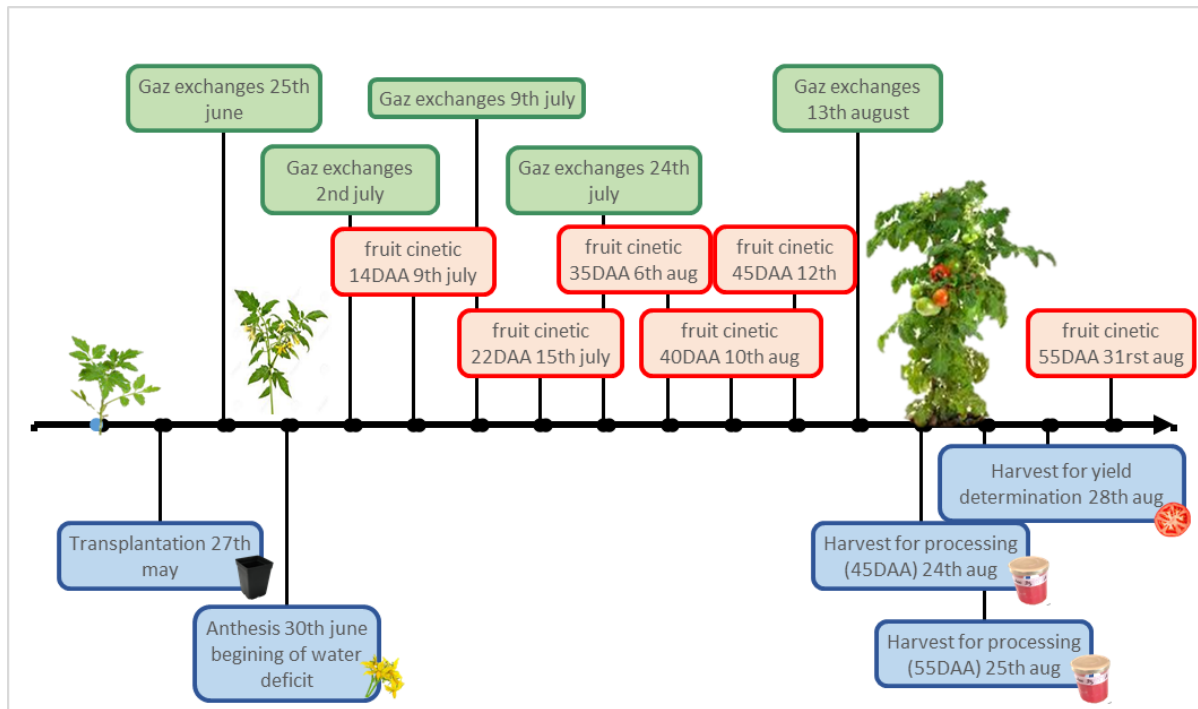 Gaz exchanges 25th
june
Gaz exchanges 9th july
Gaz exchanges
13th august
Gaz exchanges
2nd july
Gaz exchanges 24th
july
fruit cinetic
14DAA 9th july
fruit cinetic
35DAA 6th aug
fruit cinetic
45DAA 12th
fruit cinetic
22DAA 15th july
fruit cinetic
40DAA 10th aug
fruit cinetic
55DAA 31rst aug
Transplantation 27th
may
Anthesis 30th june
begining of water
deficit
Harvest for yield
determination 28th aug
Harvest for processing
(45DAA) 24th aug
Harvest for processing
(55DAA) 25th aug